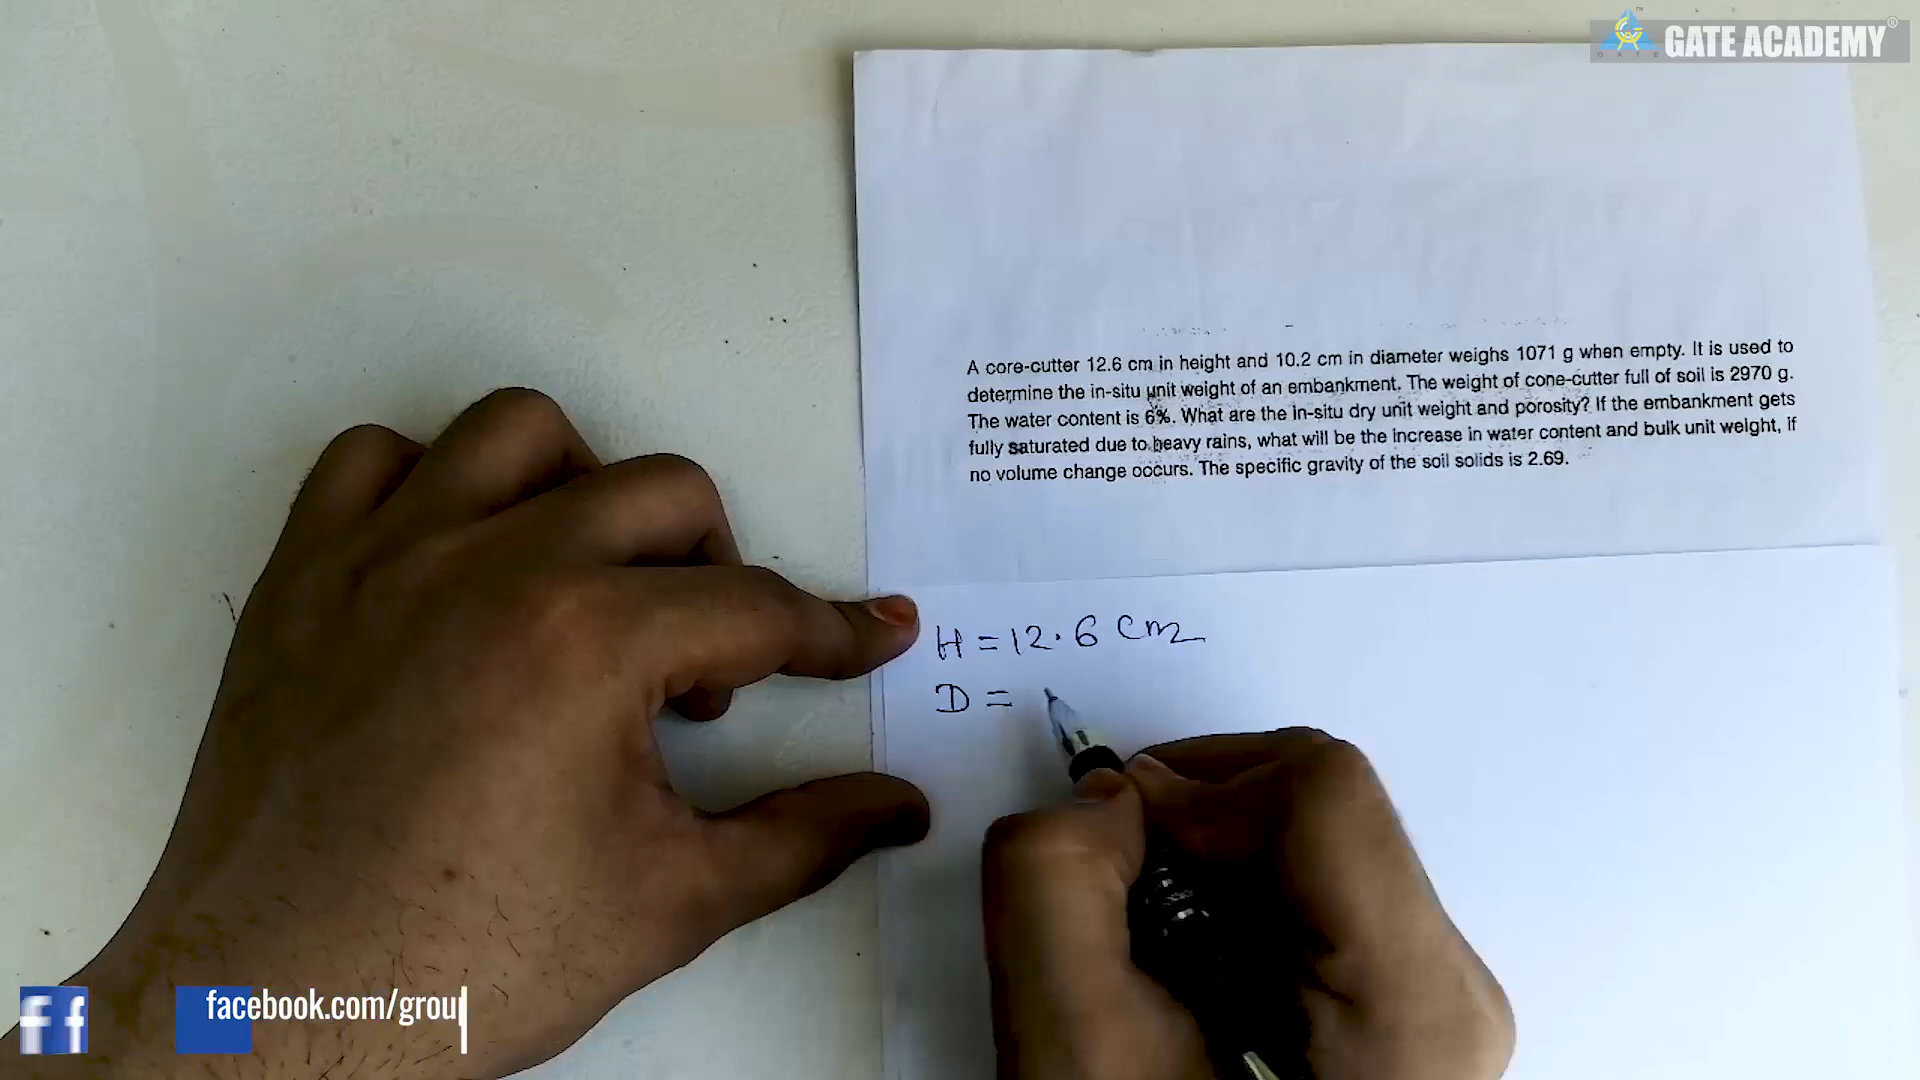 GATE ACADEMY®
GATE
A core-cutter 12.6 cm in height and 10.2 cm in diameter weighs 1071 g when empty. It is used to
determine the in-situ unit weight of an embankment. The weight of cone-cutter full of soil is 2970 g.
The water content is 6%. What are the in-situ dry unit weight and porosity? If the embankment gets
fully saturated due to heavy rains, what will be the increase in water content and bulk unit weight, if
no volume change occurs. The specific gravity of the soil solids is 2.69.
H = 12.6 cm
D =
facebook.com/grou